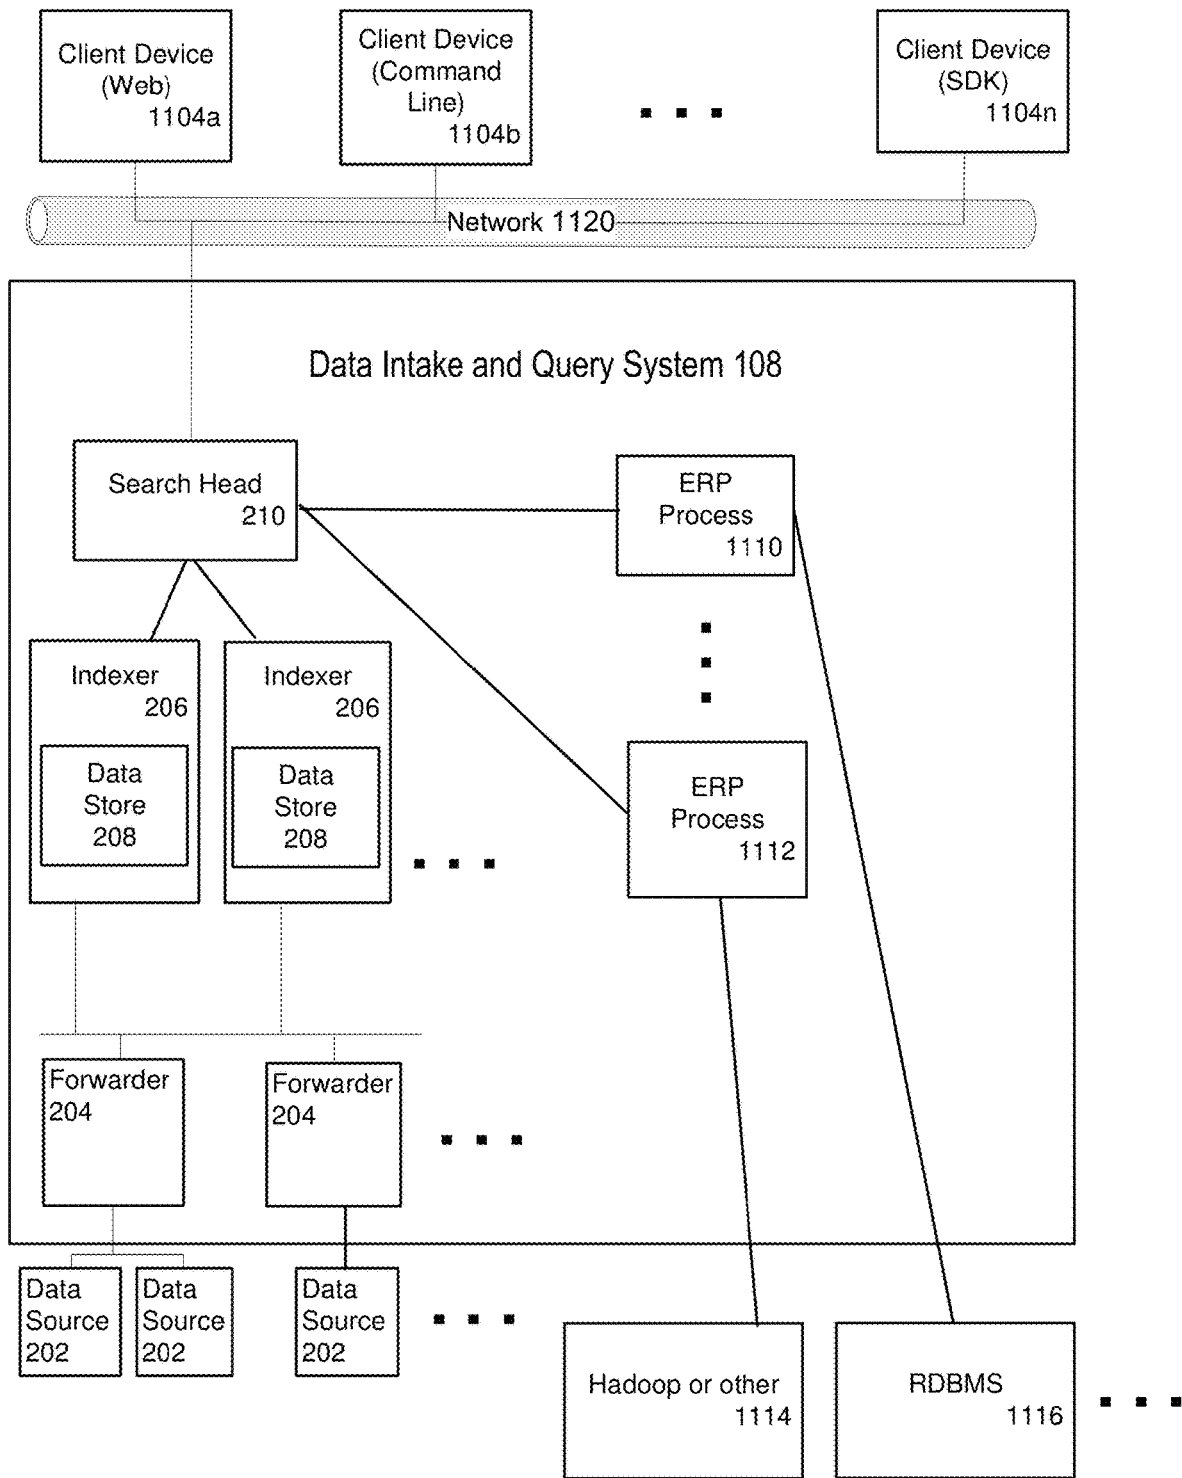 Client Device
(Web)
1104a
Client Device
(Command
Line)
1104b
Client Device
(SDK)
1104n
Network 1120
Data Intake and Query System 108
Search Head
210
ERP
Process
1110
Indexer
206
Data
Store
208
Indexer
206
Data
Store
208
ERP
Process
1112
Forwarder
204
Forwarder
204
Data
Source
202
Data
Source
202
Data
Source
202
Hadoop or other
1114
RDBMS
1116